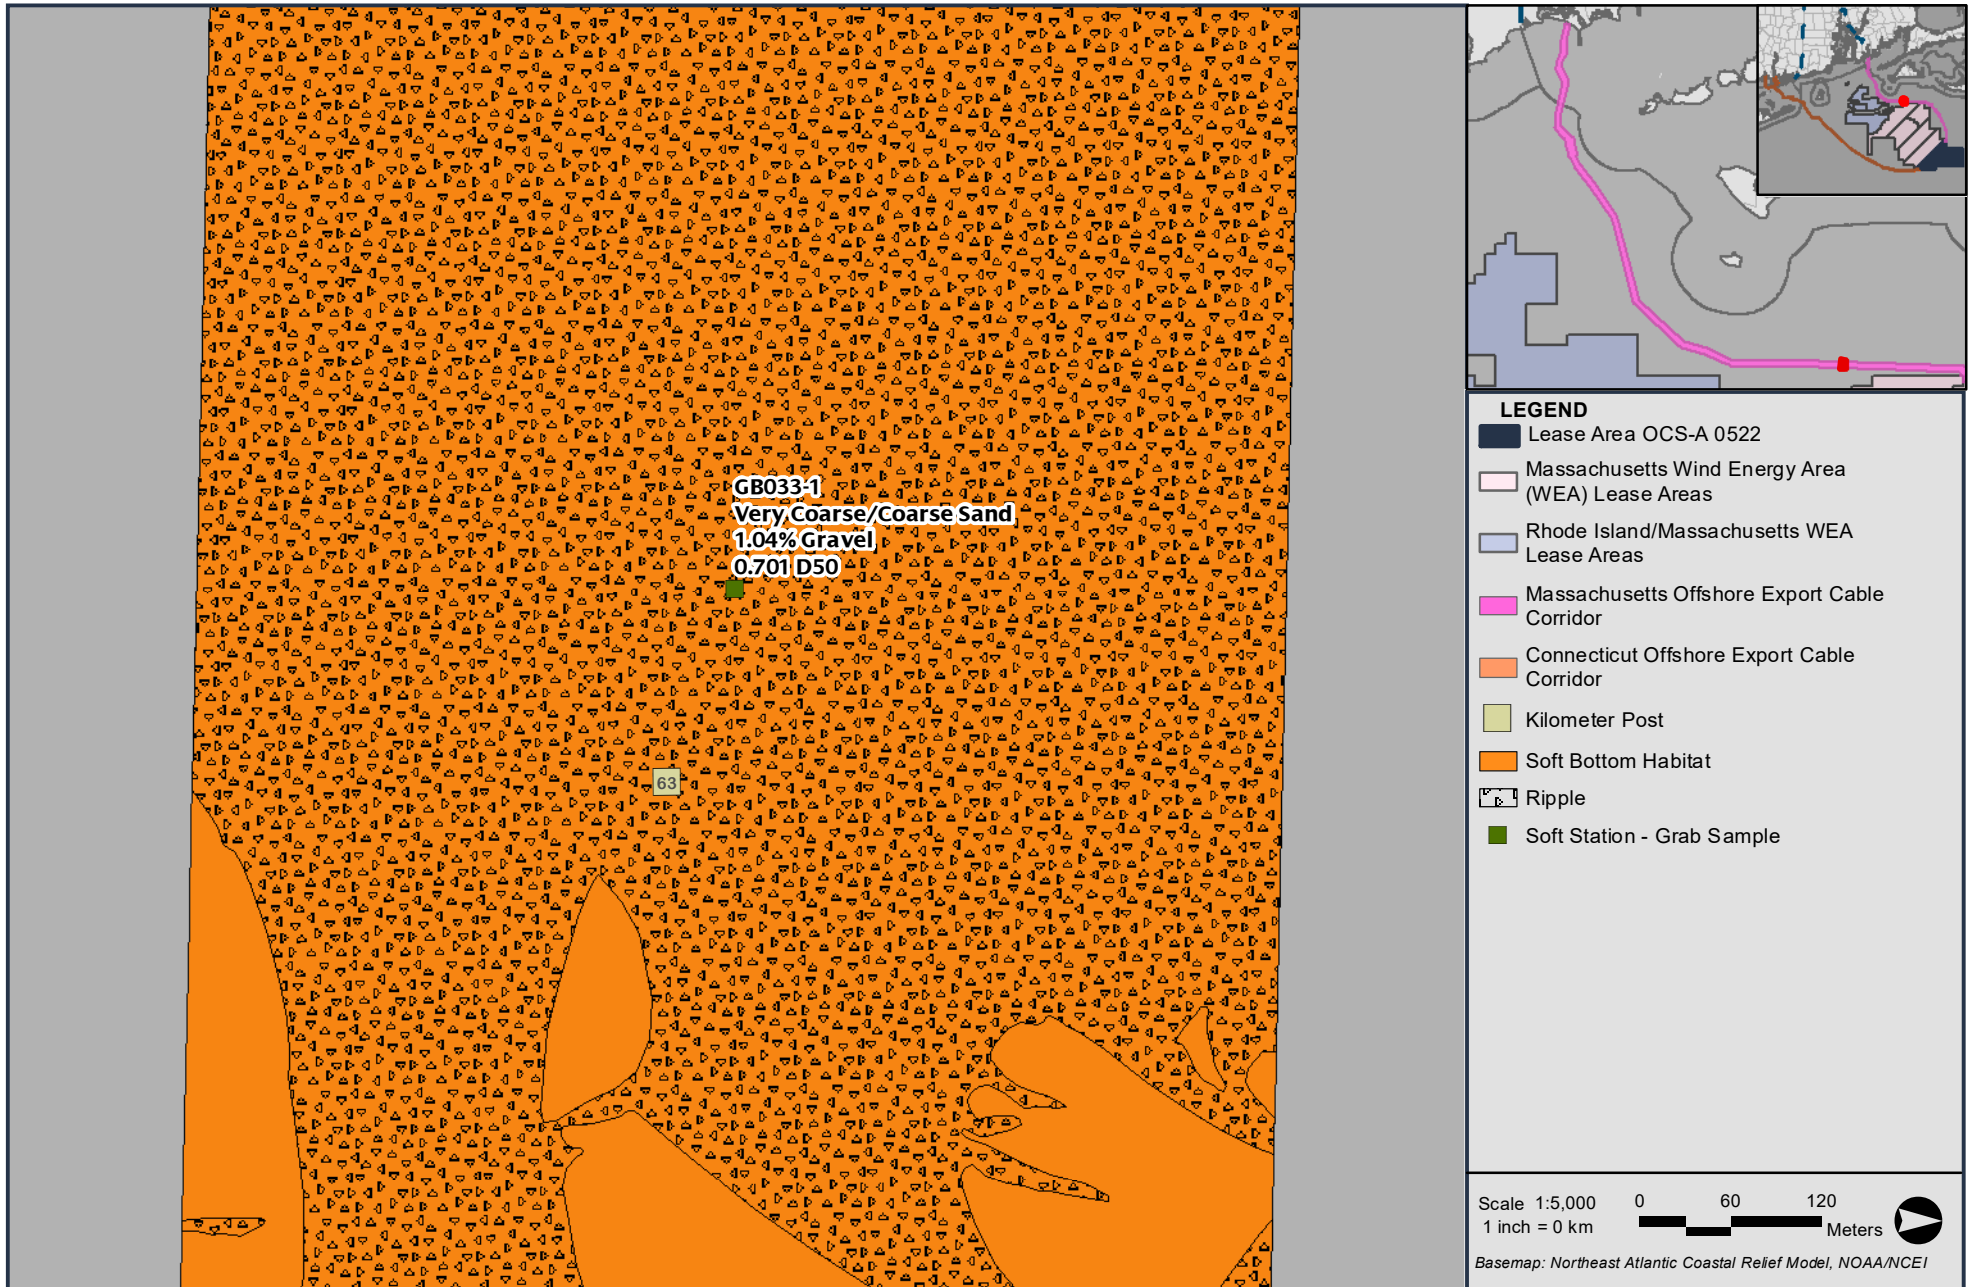 GB033-1
Very Coarse/Coarse Sand
1.04% Gravel
0.701 D50
63
LEGEND
Lease Area OCS-A 0522
Massachusetts Wind Energy Area
(WEA) Lease Areas
Rhode Island/Massachusetts WEA
Lease Areas
Massachusetts Offshore Export Cable
Corridor
Connecticut Offshore Export Cable
Corridor
Kilometer Post
Soft Bottom Habitat
Ripple
Soft Station - Grab Sample
Scale 1:5,000
1 inch = 0 km
0 60 120
Meters
Basemap: Northeast Atlantic Coastal Relief Model, NOAA/NCEI